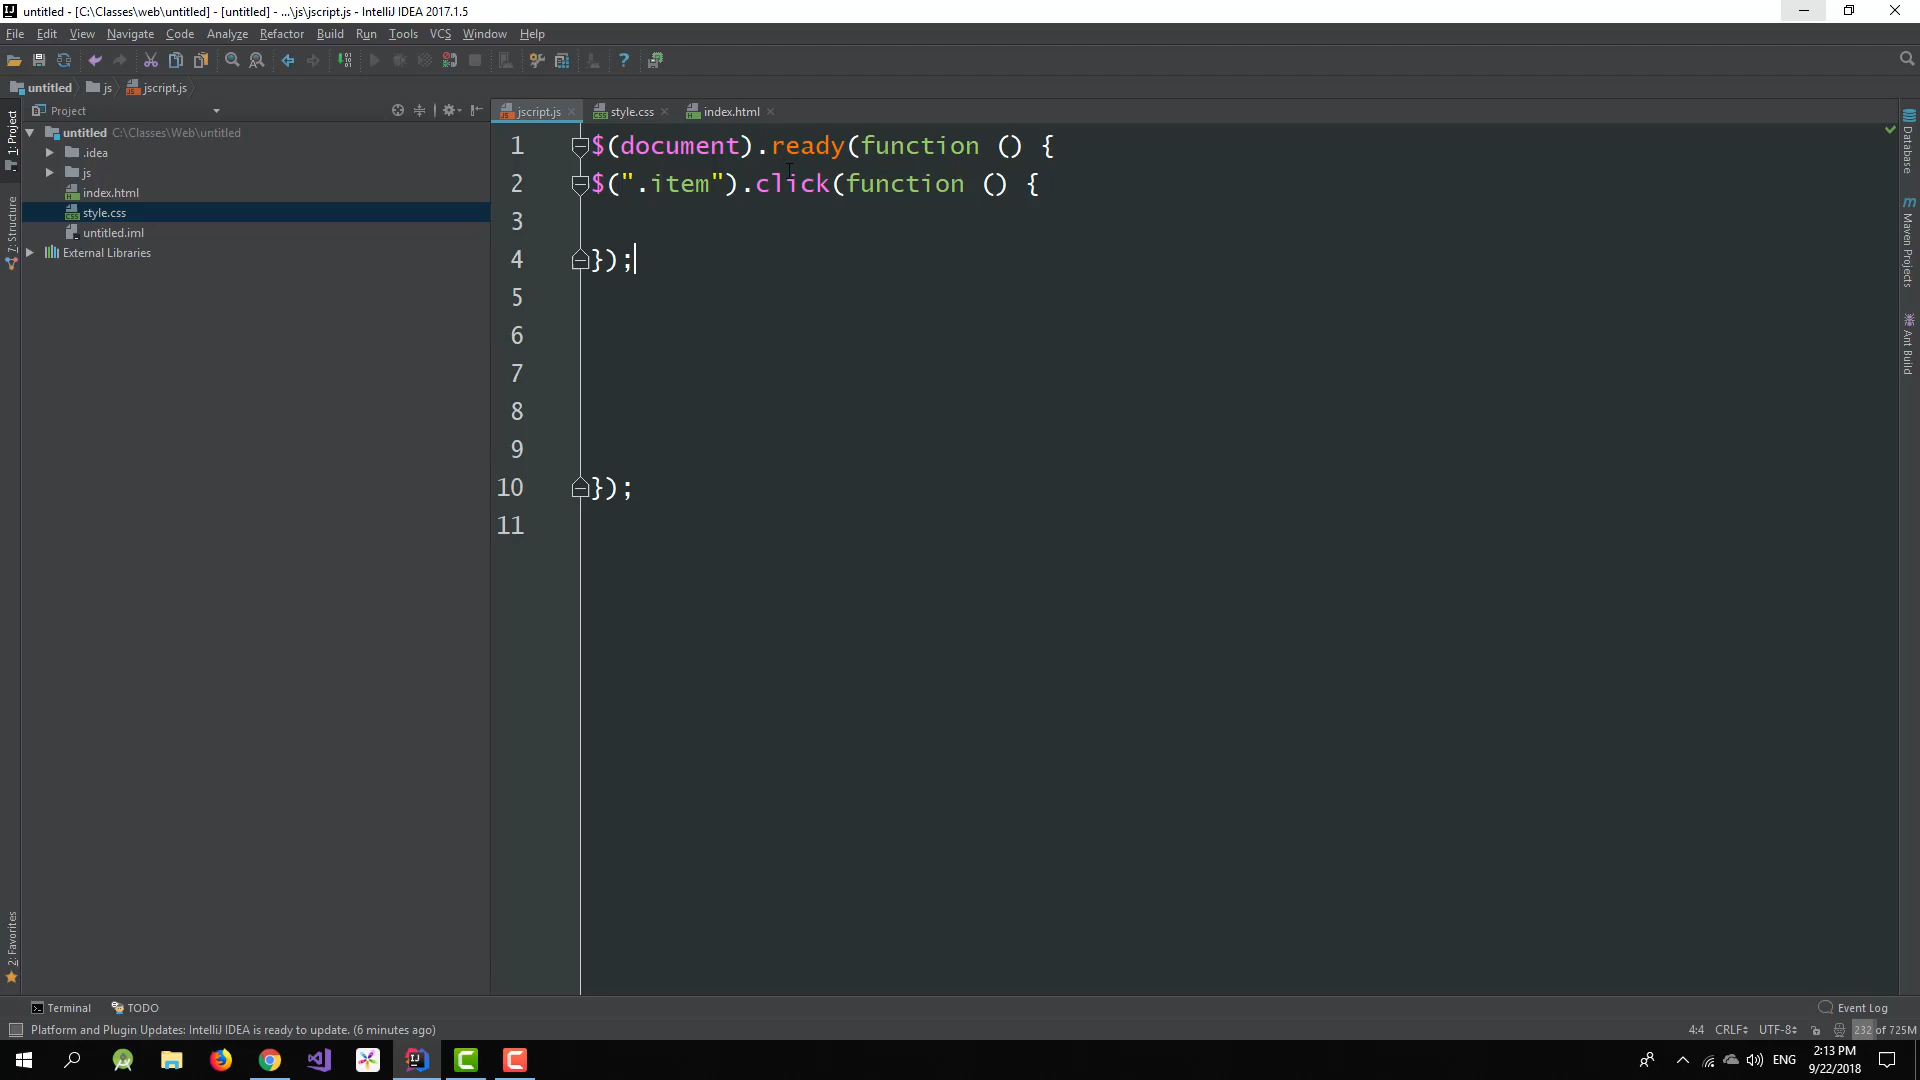 untitled - [C:\Classes\web\untitled] - [untitled] - ...\js\jscript.js - IntelliJ IDEA 2017.1.5
File Edit View Navigate Code Analyze Refactor Build Run Tools VCS Window Help
untitled js jscript.js
Project
jscript.js style.css index.html
untitled C:\Classes\Web\untitled
.idea
js
index.html
style.css
untitled.iml
External Libraries
1: Project
7: Structure
2: Favorites
1 $(document).ready(function () {
2 $(".item").click(function () {
3
4 });
5
6
7
8
9
10 });
11
Database
Maven Projects
Ant Build
Terminal TODO Event Log
Platform and Plugin Updates: IntelliJ IDEA is ready to update. (6 minutes ago) 4:4 CRLF UTF-8 232 of 725M
ENG 2:13 PM
9/22/2018